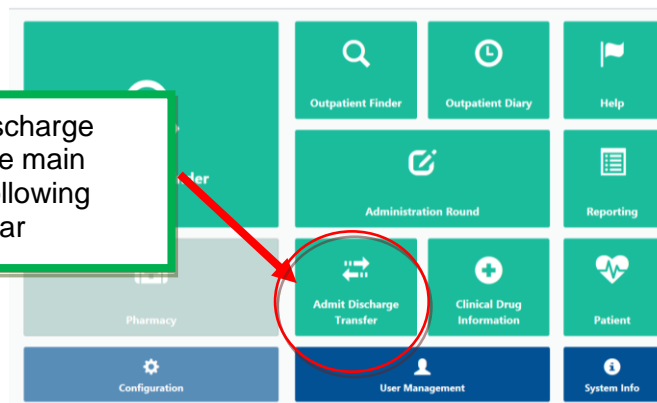 scharge
e main
llowing
ar
der
Outpatient Finder
Outpatient Diary
Help
Administration Round
Reporting
Pharmacy
Admit Discharge
Transfer
Clinical Drug
Information
Patient
Configuration
User Management
System Info